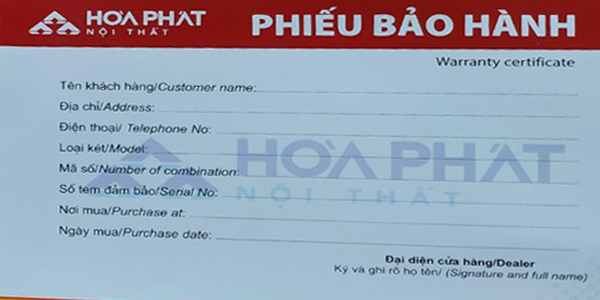 HOÀ PHÁT PHIẾU BẢO HÀNH
NỘI THẤT
Warranty certificate
Tên khách hàng/Customer name:
Địa chỉ/Address:
Điện thoại/ Telephone No:
Loại két/Model:
Mã số/Number of combination:
Số tem đảm bảo/Serial No:
Nơi mua/Purchase at:
Ngày mua/Purchase date:
HOÀ PHÁT
NỘI THẤT
Đại diện cửa hàng/Dealer
Ký và ghi rõ họ tên/ (Signature and full name)